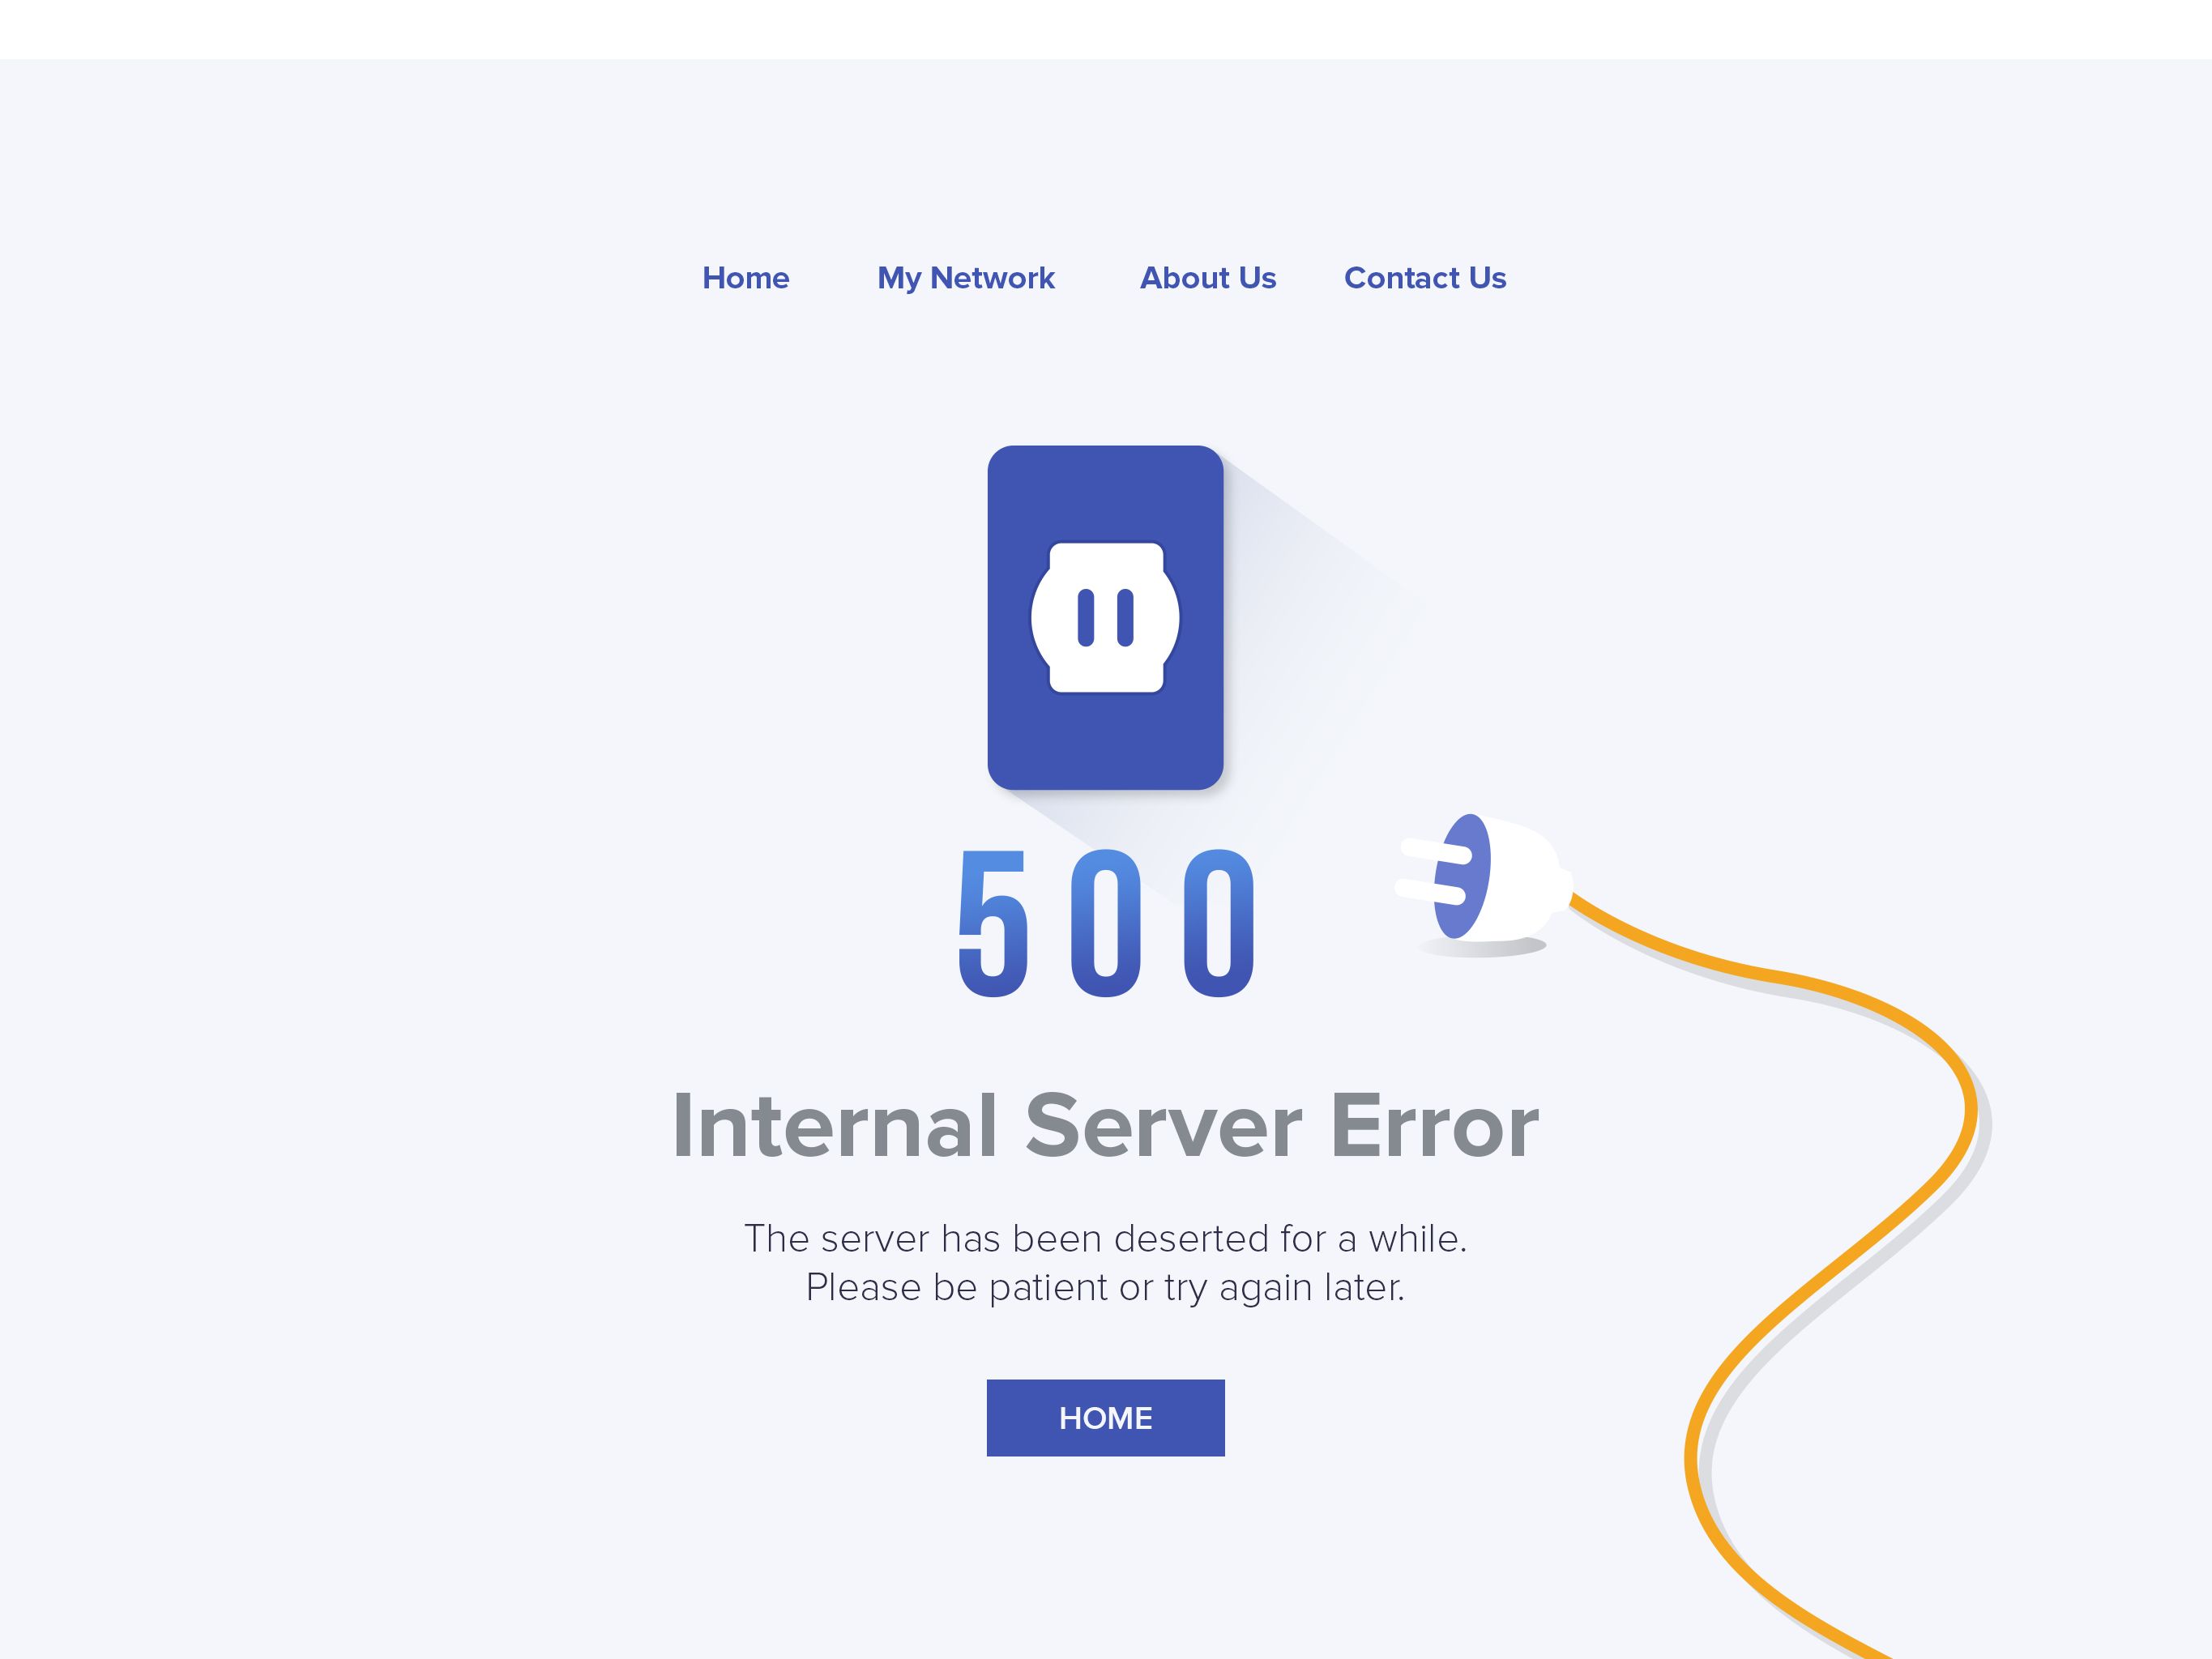 Home My Network About Us Contact Us
500
Internal Server Error
The server has been deserted for a while.
Please be patient or try again later.
HOME